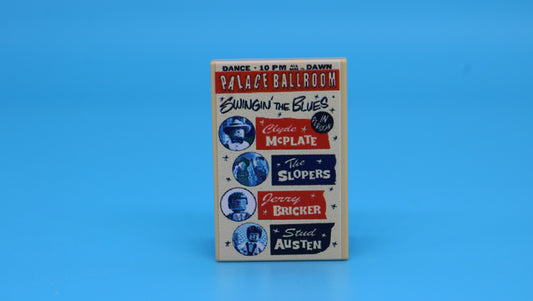 DANCE - 10 PM TO DAWN
PALACE BALLROOM
SWINGIN' THE BLUES
IN PERSON
Clyde
McPLATE
The
SLOPERS
Jerry
BRICKER
Stud
AUSTEN